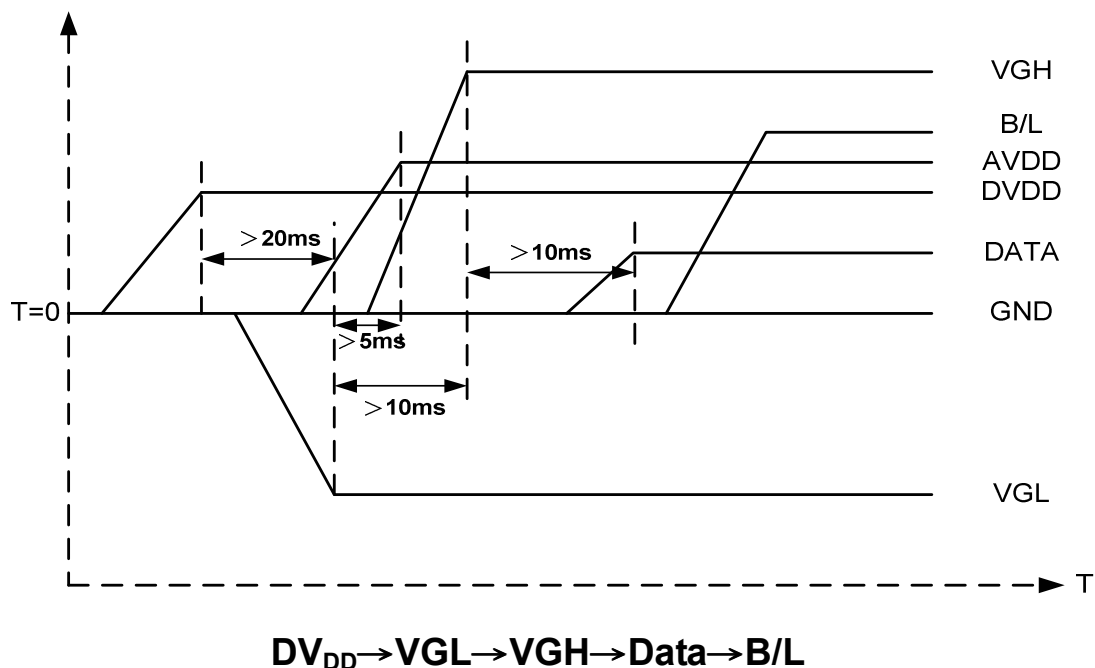 VGH
B/L
AVDD
DVDD
>20ms
>10ms
DATA
T=0
GND
>5ms
>10ms
VGL
T
DVDD→VGL→VGH→Data→B/L